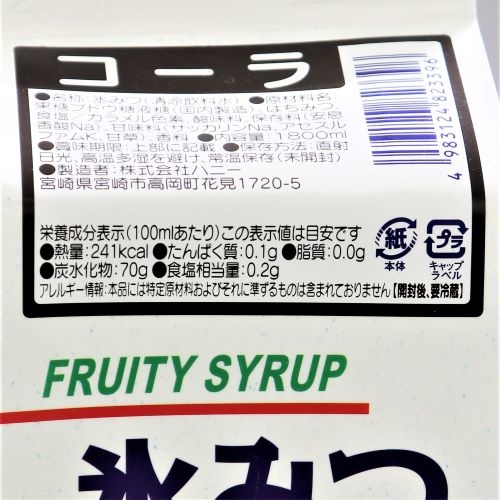 コーラ
●名称/氷みつ(清涼飲料水) ●原材料名/
果糖ブドウ糖液糖(国内製造)、はちみつ、
食塩/カラメル色素、酸味料、保存料(安息
香酸Na)、甘味料(サッカリンNa、アセスル
ファムK、甘草)、香料 ●内容量/1800ml
●賞味期限:上部に記載 ●保存方法:直射
日光、高温多湿を避け、常温保存(未開封)
●製造者:株式会社ハニー
宮崎県宮崎市高岡町花見1720-5
4 983124 823396
栄養成分表示(100mlあたり)この表示値は目安です
●熱量:241kcal ●たんぱく質:0.1g ●脂質:0.0g
●炭水化物:70g ●食塩相当量:0.2g
アレルギー情報:本品には特定原材料およびそれに準ずるものは含まれておりません【開封後、要冷蔵】
紙
本体
プラ
キャップ
ラベル
FRUITY SYRUP
氷みつ